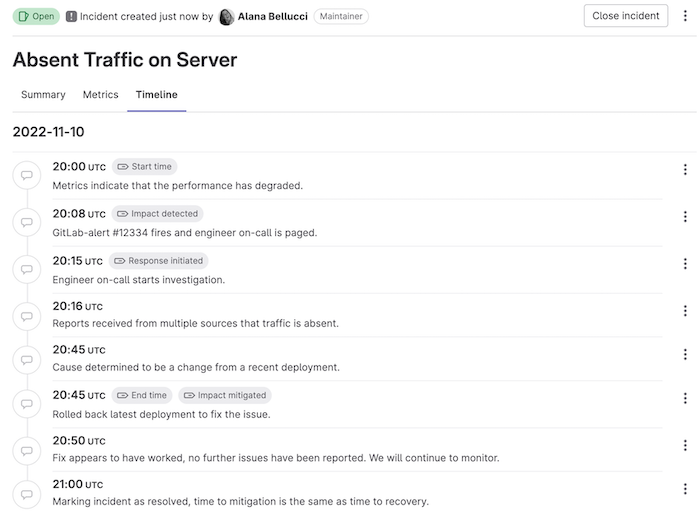 Open Incident created just now by Alana Bellucci Maintainer Close incident
Absent Traffic on Server
Summary Metrics Timeline
2022-11-10
20:00 UTC Start time
Metrics indicate that the performance has degraded.
20:08 UTC Impact detected
GitLab-alert #12334 fires and engineer on-call is paged.
20:15 UTC Response initiated
Engineer on-call starts investigation.
20:16 UTC
Reports received from multiple sources that traffic is absent.
20:45 UTC
Cause determined to be a change from a recent deployment.
20:45 UTC End time Impact mitigated
Rolled back latest deployment to fix the issue.
20:50 UTC
Fix appears to have worked, no further issues have been reported. We will continue to monitor.
21:00 UTC
Marking incident as resolved, time to mitigation is the same as time to recovery.